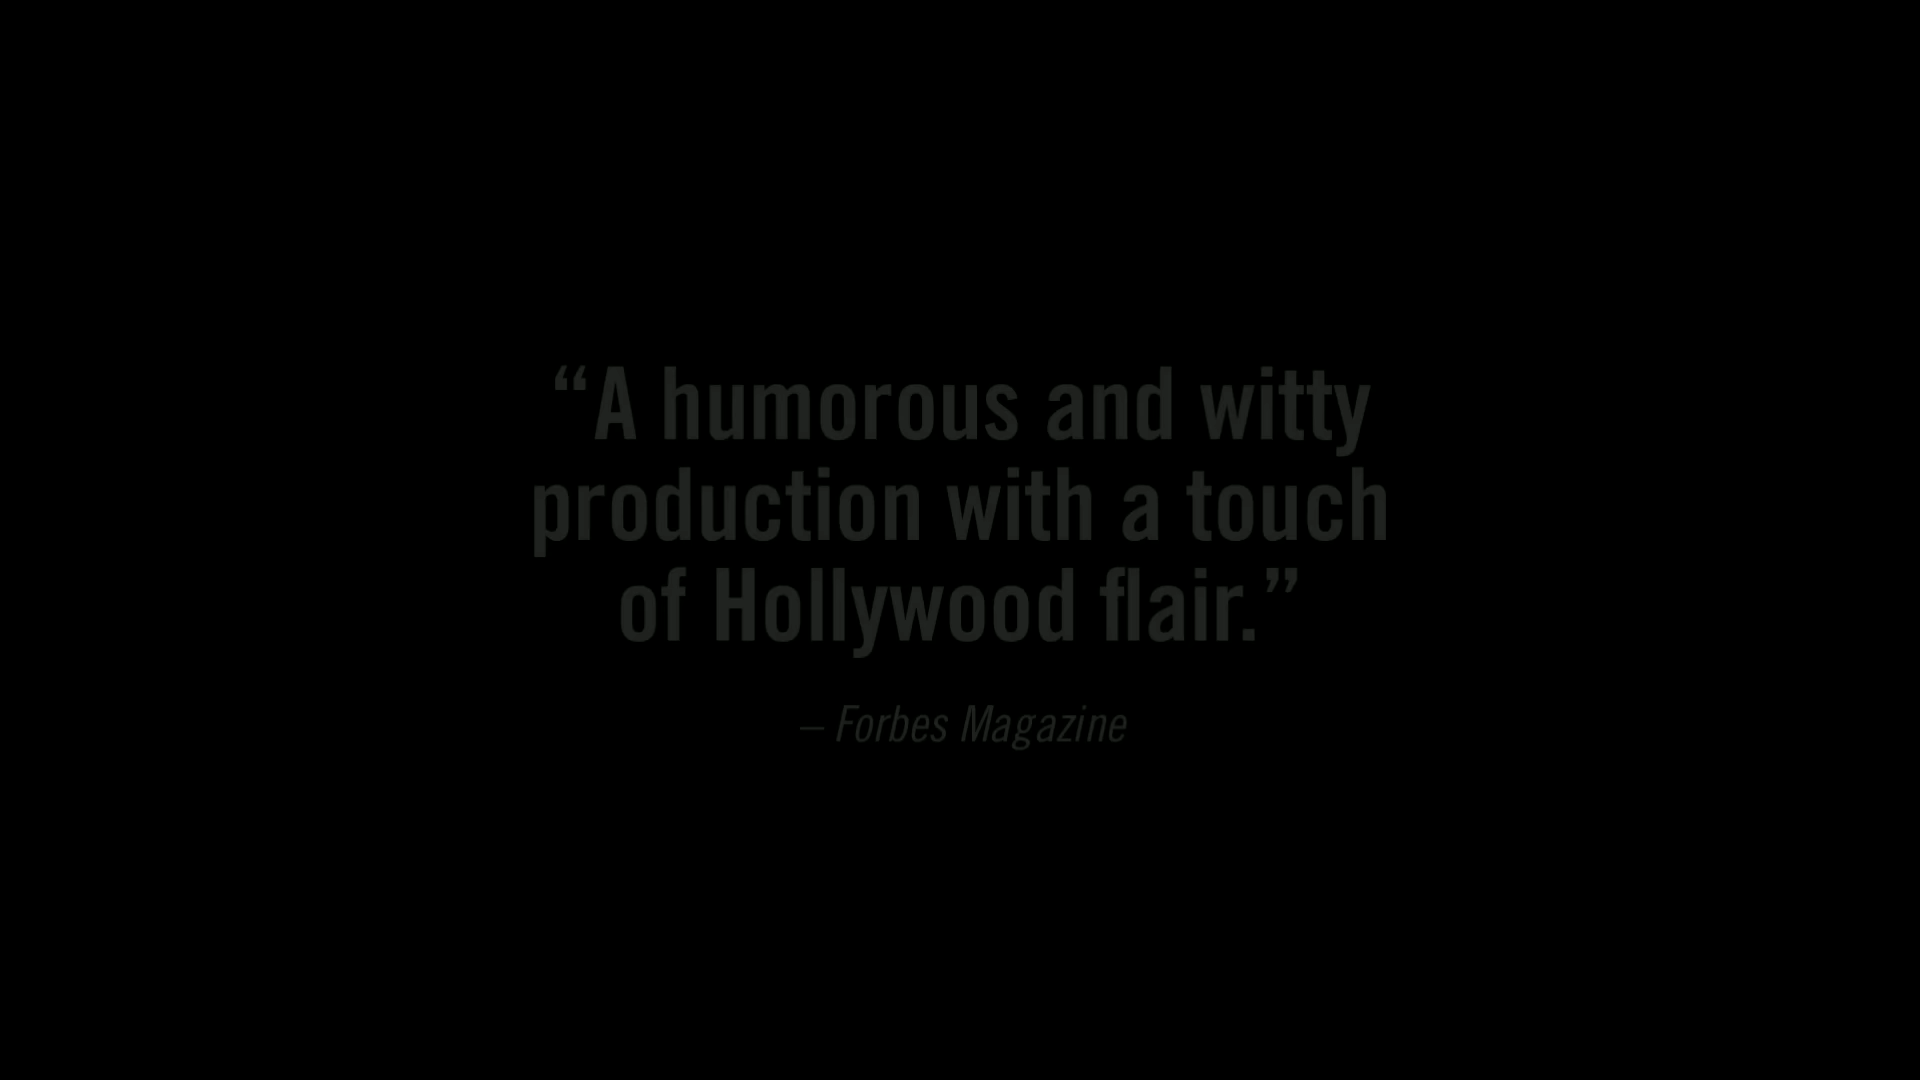 “A humorous and witty
production with a touch
of Hollywood flair.”
– Forbes Magazine